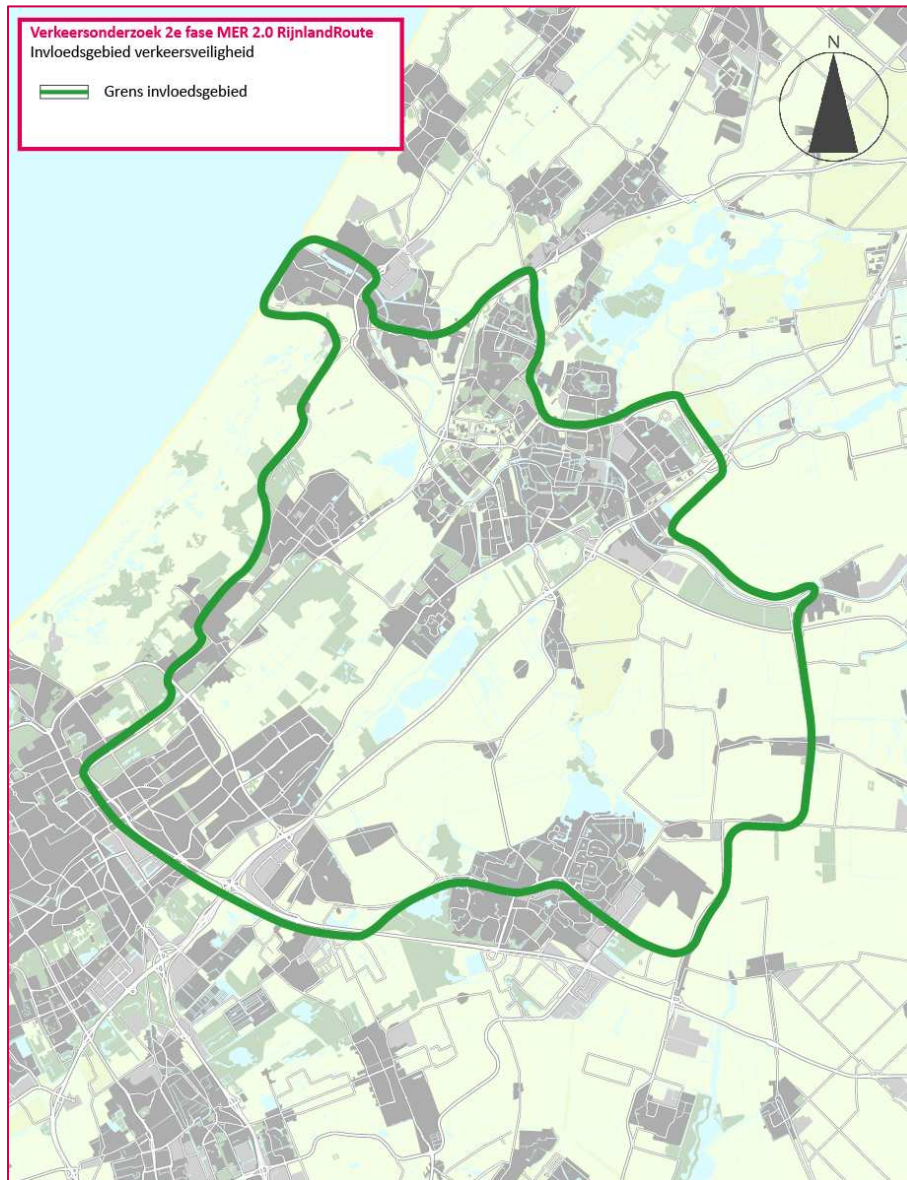 Verkeersonderzoek 2e fase MER 2.0 RijnlandRoute
Invloedsgebied verkeersveiligheid
Grens invloedsgebied
N